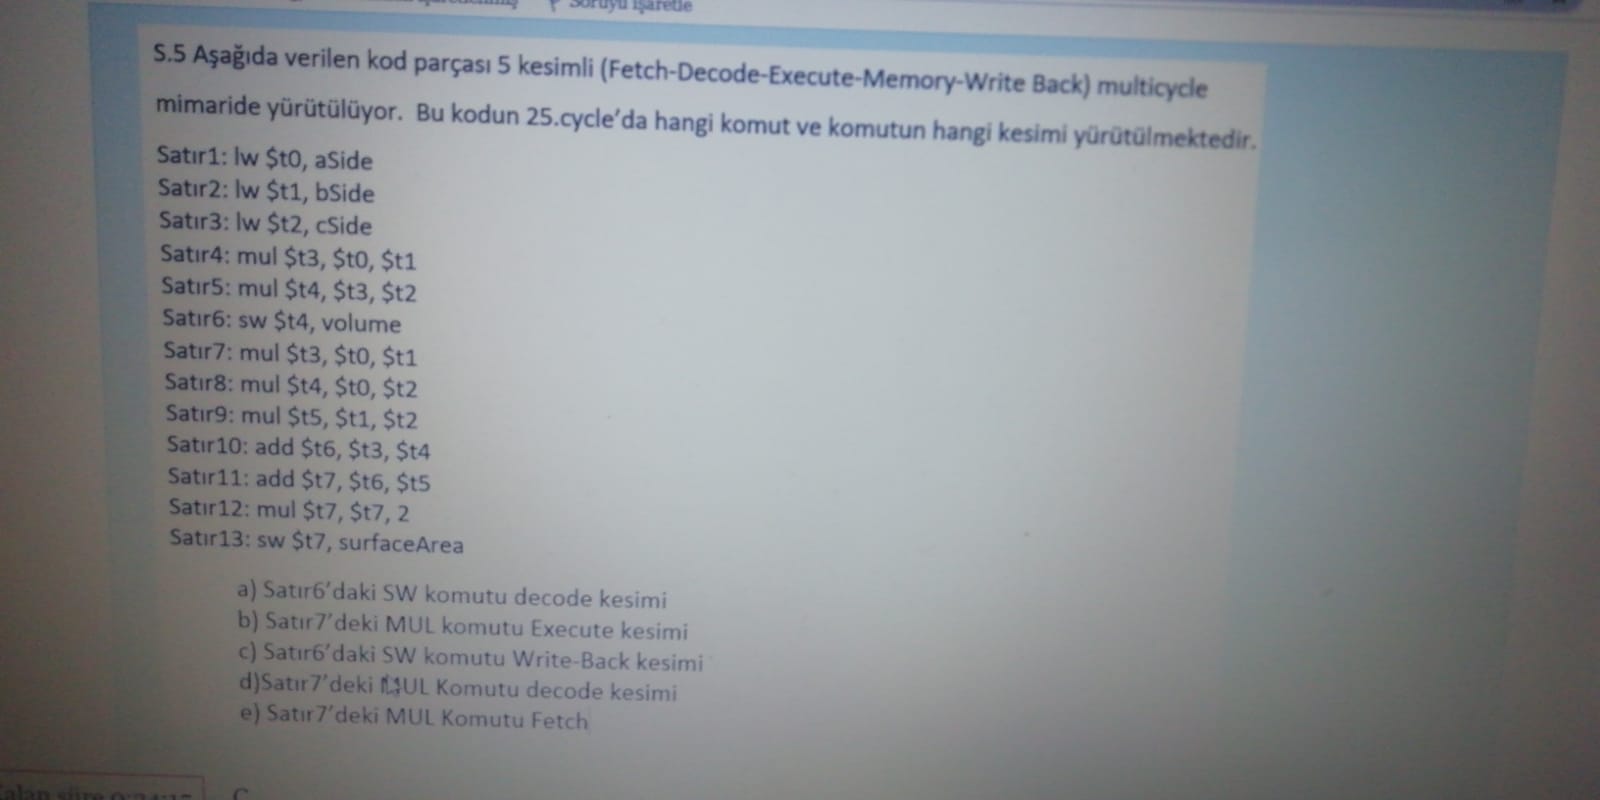 Soruyu işaretle
S.5 Aşağıda verilen kod parçası 5 kesimli (Fetch-Decode-Execute-Memory-Write Back) multicycle
mimaride yürütülüyor. Bu kodun 25.cycle'da hangi komut ve komutun hangi kesimi yürütülmektedir.
Satır1: lw $t0, aSide
Satır2: lw $t1, bSide
Satır3: lw $t2, cSide
Satır4: mul $t3, $t0, $t1
Satır5: mul $t4, $t3, $t2
Satır6: sw $t4, volume
Satır7: mul $t3, $t0, $t1
Satır8: mul $t4, $t0, $t2
Satır9: mul $t5, $t1, $t2
Satır10: add $t6, $t3, $t4
Satır11: add $t7, $t6, $t5
Satır12: mul $t7, $t7, 2
Satır13: sw $t7, surfaceArea
a) Satır6'daki SW komutu decode kesimi
b) Satır7'deki MUL komutu Execute kesimi
c) Satır6'daki SW komutu Write-Back kesimi
d)Satır7'deki MUL Komutu decode kesimi
e) Satır7'deki MUL Komutu Fetch